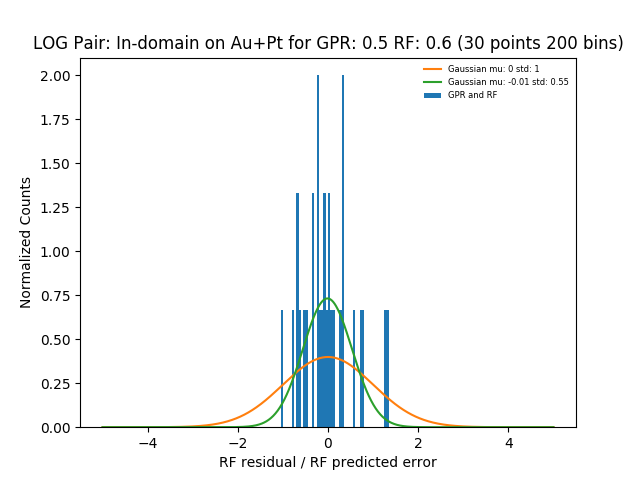 LOG Pair: In-domain on Au+Pt for GPR: 0.5 RF: 0.6 (30 points 200 bins)
Gaussian mu: 0 std: 1
Gaussian mu: -0.01 std: 0.55
GPR and RF
Normalized Counts
2.00
1.75
1.50
1.25
1.00
0.75
0.50
0.25
0.00
−4 −2 0 2 4
RF residual / RF predicted error